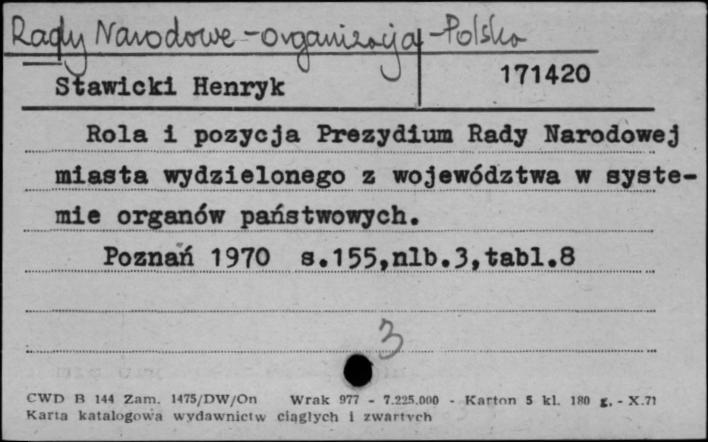 Rady Narodowe - organizacja - Polska
Stawicki Henryk
171420
Rola i pozycja Prezydium Rady Narodowej
miasta wydzielonego z województwa w syste-
mie organów państwowych.
Poznań 1970 s.155,nlb.3,tabl.8
3
CWD B 144 Zam. 1475/DW/On Wrak 977 - 7.225.000 - Karton 5 kl. 180 g. - X.71
Karta katalogowa wydawnictw ciągłych i zwartych